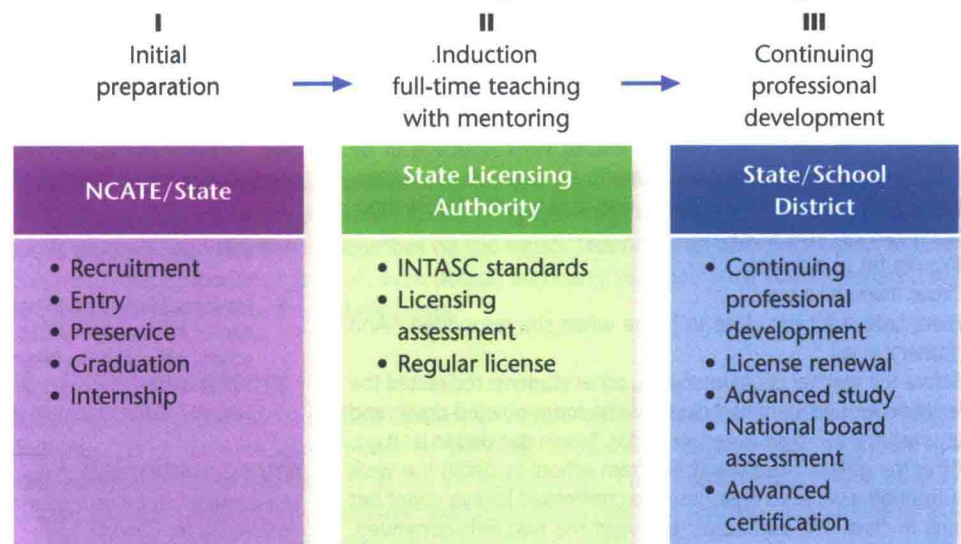 I
Initial
preparation
II
Induction
full-time teaching
with mentoring
III
Continuing
professional
development
NCATE/State
• Recruitment
• Entry
• Preservice
• Graduation
• Internship
State Licensing
Authority
• INTASC standards
• Licensing
assessment
• Regular license
State/School
District
• Continuing
professional
development
• License renewal
• Advanced study
• National board
assessment
• Advanced
certification